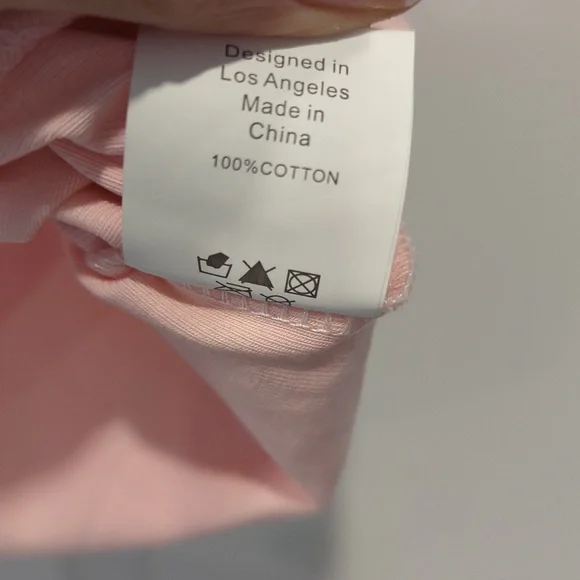 Designed in
Los Angeles
Made in
China
100%COTTON